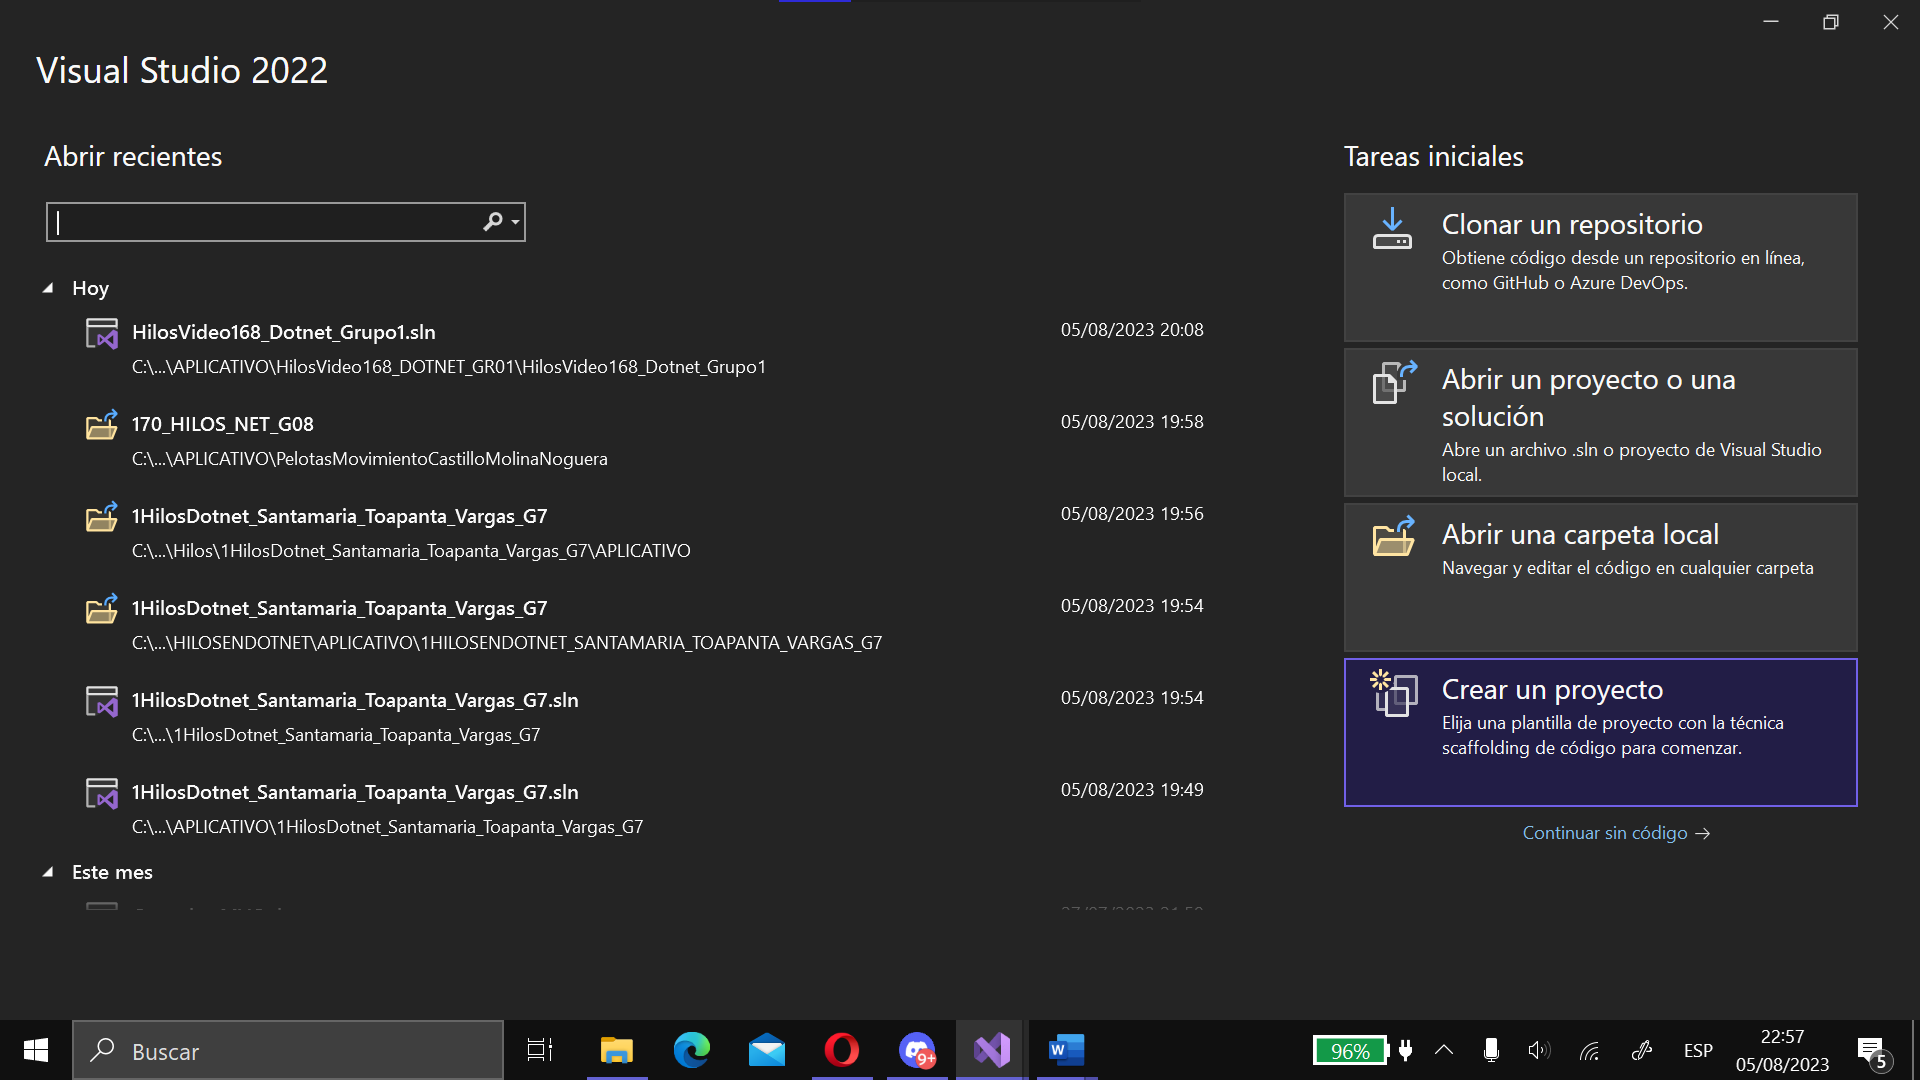 Visual Studio 2022
Abrir recientes
Hoy
HilosVideo168_Dotnet_Grupo1.sln
05/08/2023 20:08
C:\...\APLICATIVO\HilosVideo168_DOTNET_GR01\HilosVideo168_Dotnet_Grupo1
170_HILOS_NET_G08
05/08/2023 19:58
C:\...\APLICATIVO\PelotasMovimientoCastilloMolinaNoguera
1HilosDotnet_Santamaria_Toapanta_Vargas_G7
05/08/2023 19:56
C:\...\Hilos\1HilosDotnet_Santamaria_Toapanta_Vargas_G7\APLICATIVO
1HilosDotnet_Santamaria_Toapanta_Vargas_G7
05/08/2023 19:54
C:\...\HILOSENDOTNET\APLICATIVO\1HILOSENDOTNET_SANTAMARIA_TOAPANTA_VARGAS_G7
1HilosDotnet_Santamaria_Toapanta_Vargas_G7.sln
05/08/2023 19:54
C:\...\1HilosDotnet_Santamaria_Toapanta_Vargas_G7
1HilosDotnet_Santamaria_Toapanta_Vargas_G7.sln
05/08/2023 19:49
C:\...\APLICATIVO\1HilosDotnet_Santamaria_Toapanta_Vargas_G7
Este mes
Tareas iniciales
Clonar un repositorio
Obtiene código desde un repositorio en línea,
como GitHub o Azure DevOps.
Abrir un proyecto o una
solución
Abre un archivo .sln o proyecto de Visual Studio
local.
Abrir una carpeta local
Navegar y editar el código en cualquier carpeta
Crear un proyecto
Elija una plantilla de proyecto con la técnica
scaffolding de código para comenzar.
Continuar sin código →
Buscar
9+
W
96%
ESP
22:57
05/08/2023
5